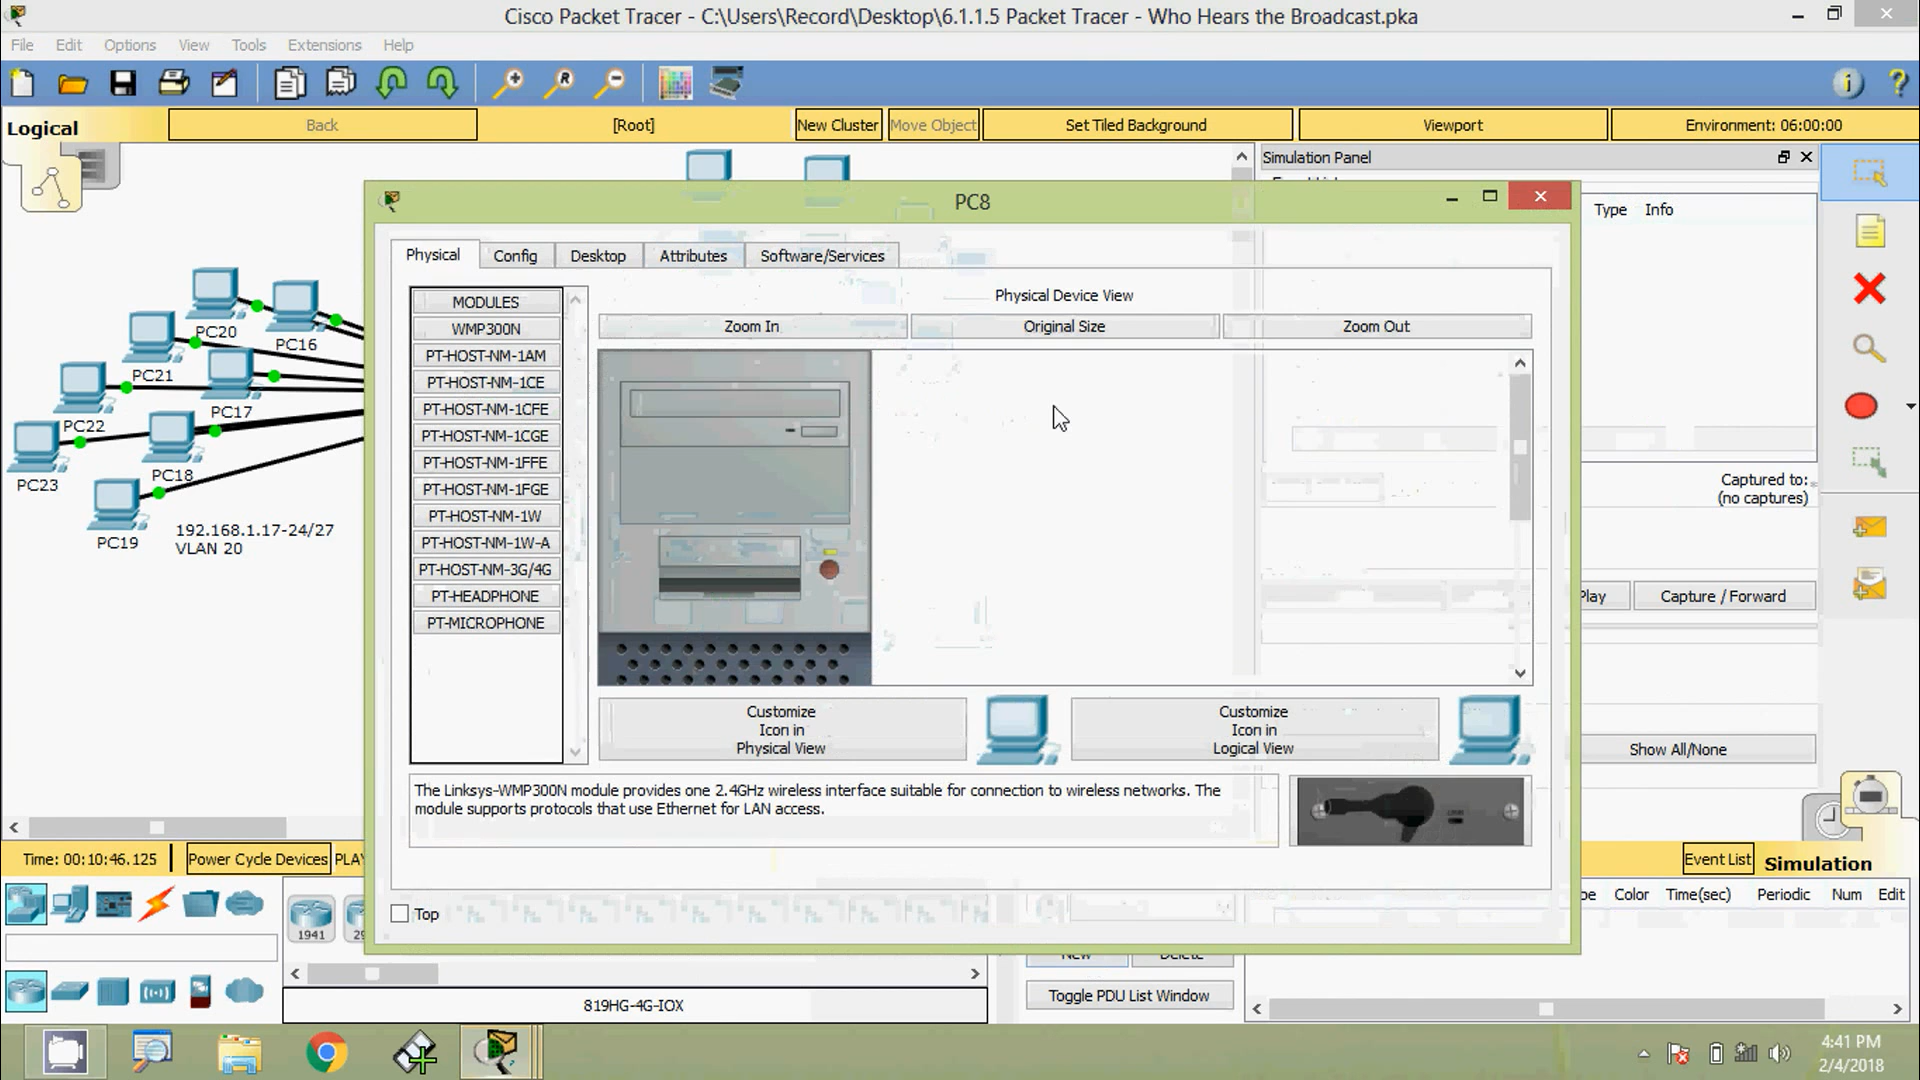 Cisco Packet Tracer - C:\Users\Record\Desktop\6.1.1.5 Packet Tracer - Who Hears the Broadcast.pka
File Edit Options View Tools Extensions Help
Logical
Back
[Root]
New Cluster
Move Object
Set Tiled Background
Viewport
Environment: 06:00:00
Simulation Panel
Type Info
PC8
Physical Config Desktop Attributes Software/Services
MODULES
WMP300N
PT-HOST-NM-1AM
PT-HOST-NM-1CE
PT-HOST-NM-1CFE
PT-HOST-NM-1CGE
PT-HOST-NM-1FFE
PT-HOST-NM-1FGE
PT-HOST-NM-1W
PT-HOST-NM-1W-A
PT-HOST-NM-3G/4G
PT-HEADPHONE
PT-MICROPHONE
Physical Device View
Zoom In
Original Size
Zoom Out
Customize
Icon in
Physical View
Customize
Icon in
Logical View
The Linksys-WMP300N module provides one 2.4GHz wireless interface suitable for connection to wireless networks. The
module supports protocols that use Ethernet for LAN access.
Top
PC20
PC16
PC21
PC17
PC22
PC18
PC23
PC19
192.168.1.17-24/27
VLAN 20
Captured to:
(no captures)
Play
Capture / Forward
Show All/None
Time: 00:10:46.125
Power Cycle Devices
PLAY
Event List
Simulation
Color Time(sec) Periodic Num Edit
1941
New
Delete
Toggle PDU List Window
819HG-4G-IOX
4:41 PM
2/4/2018